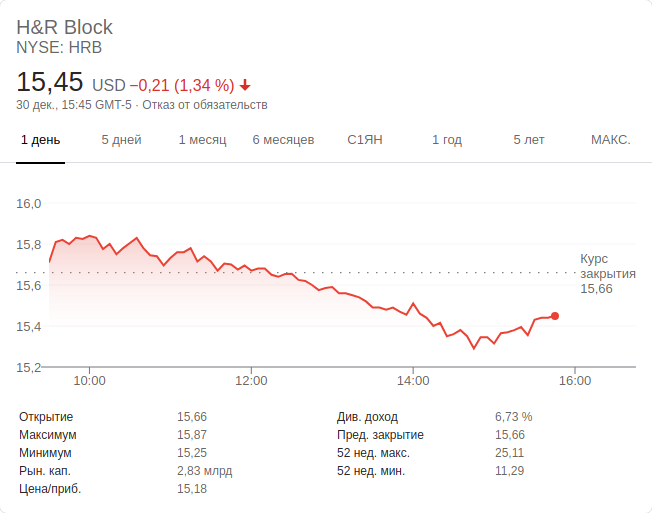 H&R Block
NYSE: HRB
15,45 USD −0,21 (1,34 %)
30 дек., 15:45 GMT-5 · Отказ от обязательств
1 день 5 дней 1 месяц 6 месяцев С1ЯН 1 год 5 лет МАКС.
16,0
15,8
Курс
закрытия
15,66
15,6
15,4
15,2
10:00 12:00 14:00 16:00
Открытие 15,66 Див. доход 6,73 %
Максимум 15,87 Пред. закрытие 15,66
Минимум 15,25 52 нед. макс. 25,11
Рын. кап. 2,83 млрд 52 нед. мин. 11,29
Цена/приб. 15,18